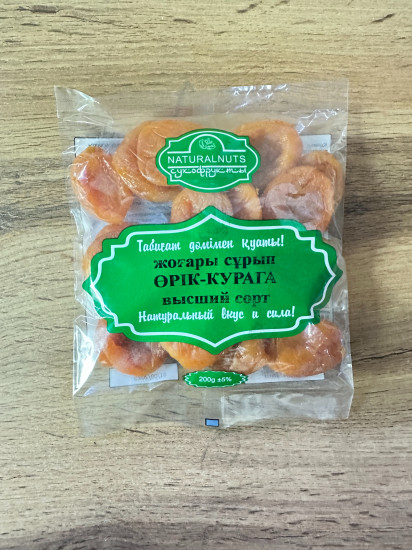 NATURALNUTS
сухофрукты
Табиғат дәмімен қуаты!
жоғары сұрып
ӨРІК-КУРАГА
высший сорт
Натуральный вкус и сила!
200g ±5%